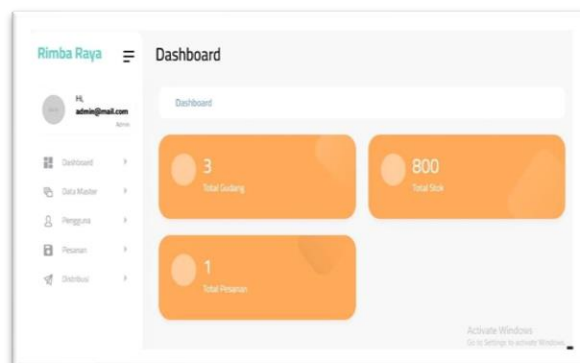 Rimba Raya
Dashboard
Hi,
admin@mail.com
Admin
Dashboard
Dashboard
Data Master
Pengguna
Pesanan
Distribusi
3
Total Gudang
800
Total Stok
1
Total Pesanan
Activate Windows
Go to Settings to activate Windows.